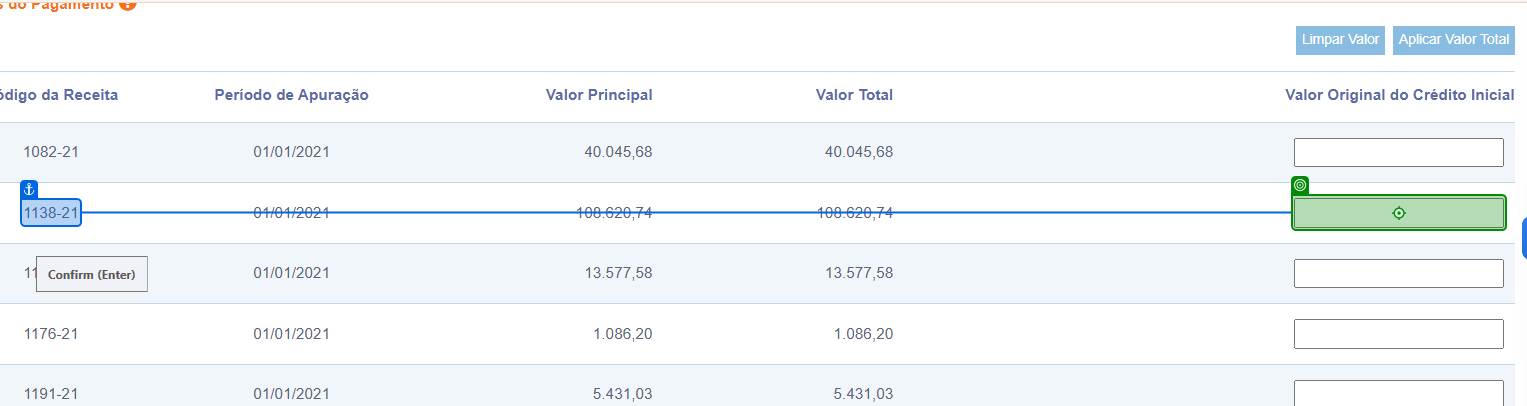 do Pagamento
Limpar Valor Aplicar Valor Total
ódigo da Receita Período de Apuração Valor Principal Valor Total Valor Original do Crédito Inicial
1082-21 01/01/2021 40.045,68 40.045,68
1138-21 01/01/2021 108.620,74 108.620,74
11 Confirm (Enter) 01/01/2021 13.577,58 13.577,58
1176-21 01/01/2021 1.086,20 1.086,20
1191-21 01/01/2021 5.431,03 5.431,03